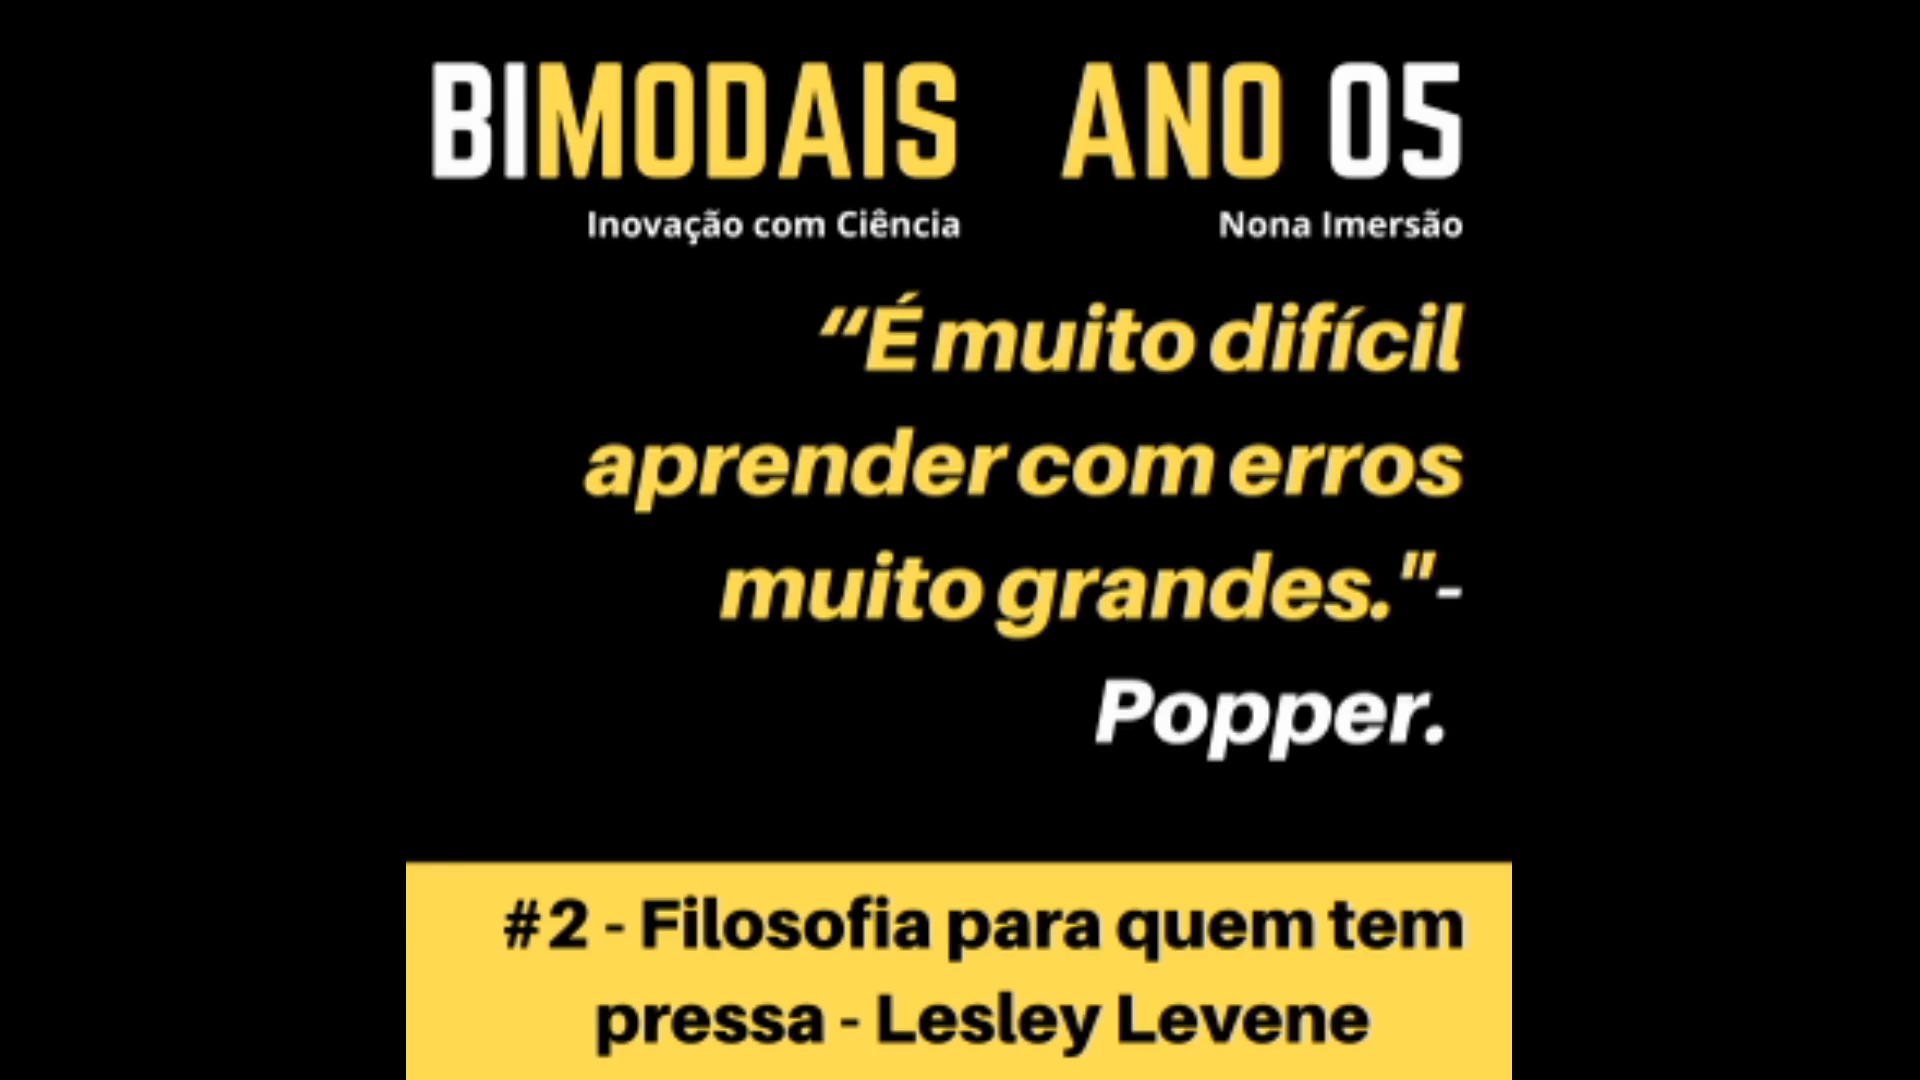 BIMODAIS ANO 05
Inovação com Ciência Nona Imersão
“É muito difícil
aprender com erros
muito grandes."-
Popper.
#2 - Filosofia para quem tem
pressa - Lesley Levene